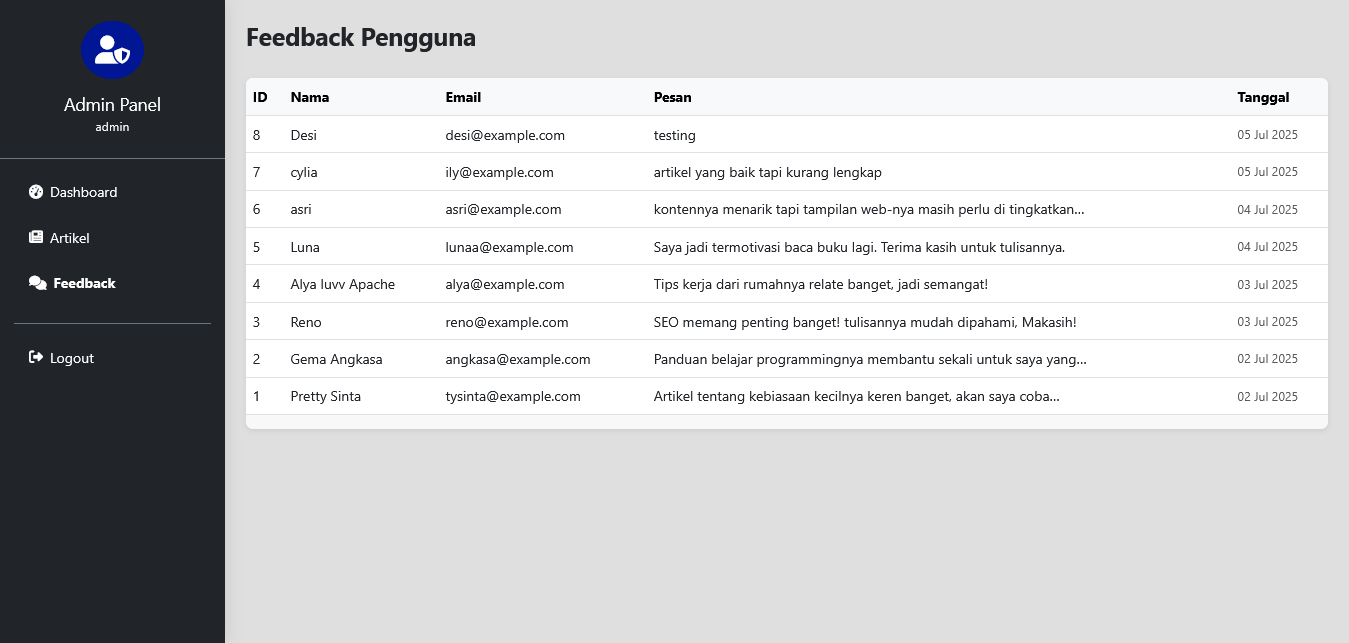 Admin Panel
admin
Dashboard
Artikel
Feedback
Logout
Feedback Pengguna
ID Nama Email Pesan Tanggal
8 Desi desi@example.com testing 05 Jul 2025
7 cylia ily@example.com artikel yang baik tapi kurang lengkap 05 Jul 2025
6 asri asri@example.com kontennya menarik tapi tampilan web-nya masih perlu di tingkatkan... 04 Jul 2025
5 Luna lunaa@example.com Saya jadi termotivasi baca buku lagi. Terima kasih untuk tulisannya. 04 Jul 2025
4 Alya luvv Apache alya@example.com Tips kerja dari rumahnya relate banget, jadi semangat! 03 Jul 2025
3 Reno reno@example.com SEO memang penting banget! tulisannya mudah dipahami, Makasih! 03 Jul 2025
2 Gema Angkasa angkasa@example.com Panduan belajar programmingnya membantu sekali untuk saya yang... 02 Jul 2025
1 Pretty Sinta tysinta@example.com Artikel tentang kebiasaan kecilnya keren banget, akan saya coba... 02 Jul 2025